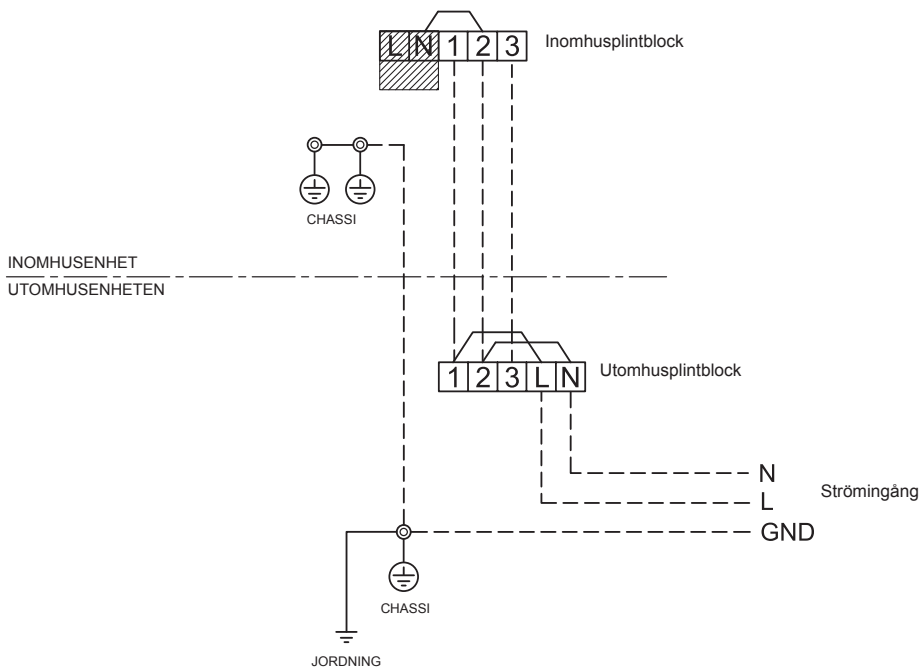 L N 1 2 3 Inomhusplintblock
CHASSI
INOMHUSENHET
UTOMHUSENHETEN
1 2 3 L N Utomhusplintblock
N
Strömingång
L
GND
CHASSI
JORDNING